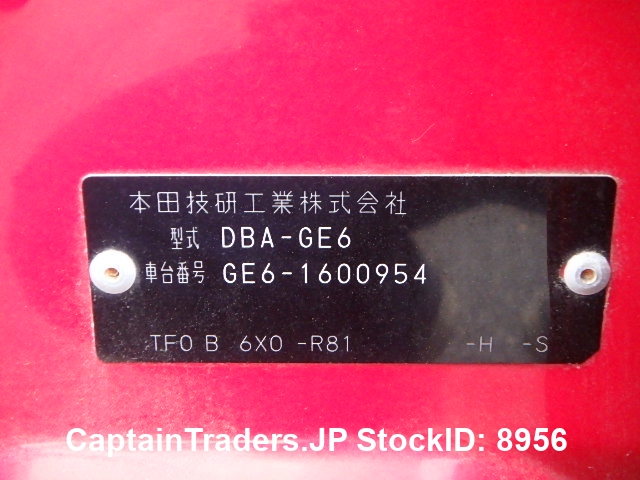 本田技研工業株式会社
型式 DBA-GE6
車台番号 GE6-1600954
TF0 B 6X0 -R81 -H -S
CaptainTraders.JP StockID: 8956